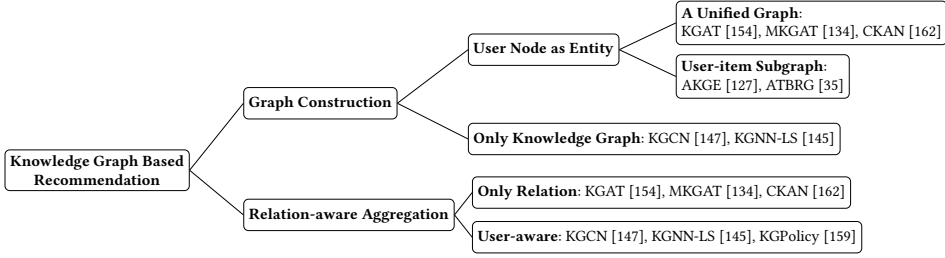 A Unified Graph:
KGAT [154], MKGAT [134], CKAN [162]
User Node as Entity
User-item Subgraph:
AKGE [127], ATBRG [35]
Graph Construction
Only Knowledge Graph: KGCN [147], KGNN-LS [145]
Knowledge Graph Based
Recommendation
Only Relation: KGAT [154], MKGAT [134], CKAN [162]
Relation-aware Aggregation
User-aware: KGCN [147], KGNN-LS [145], KGPolicy [159]